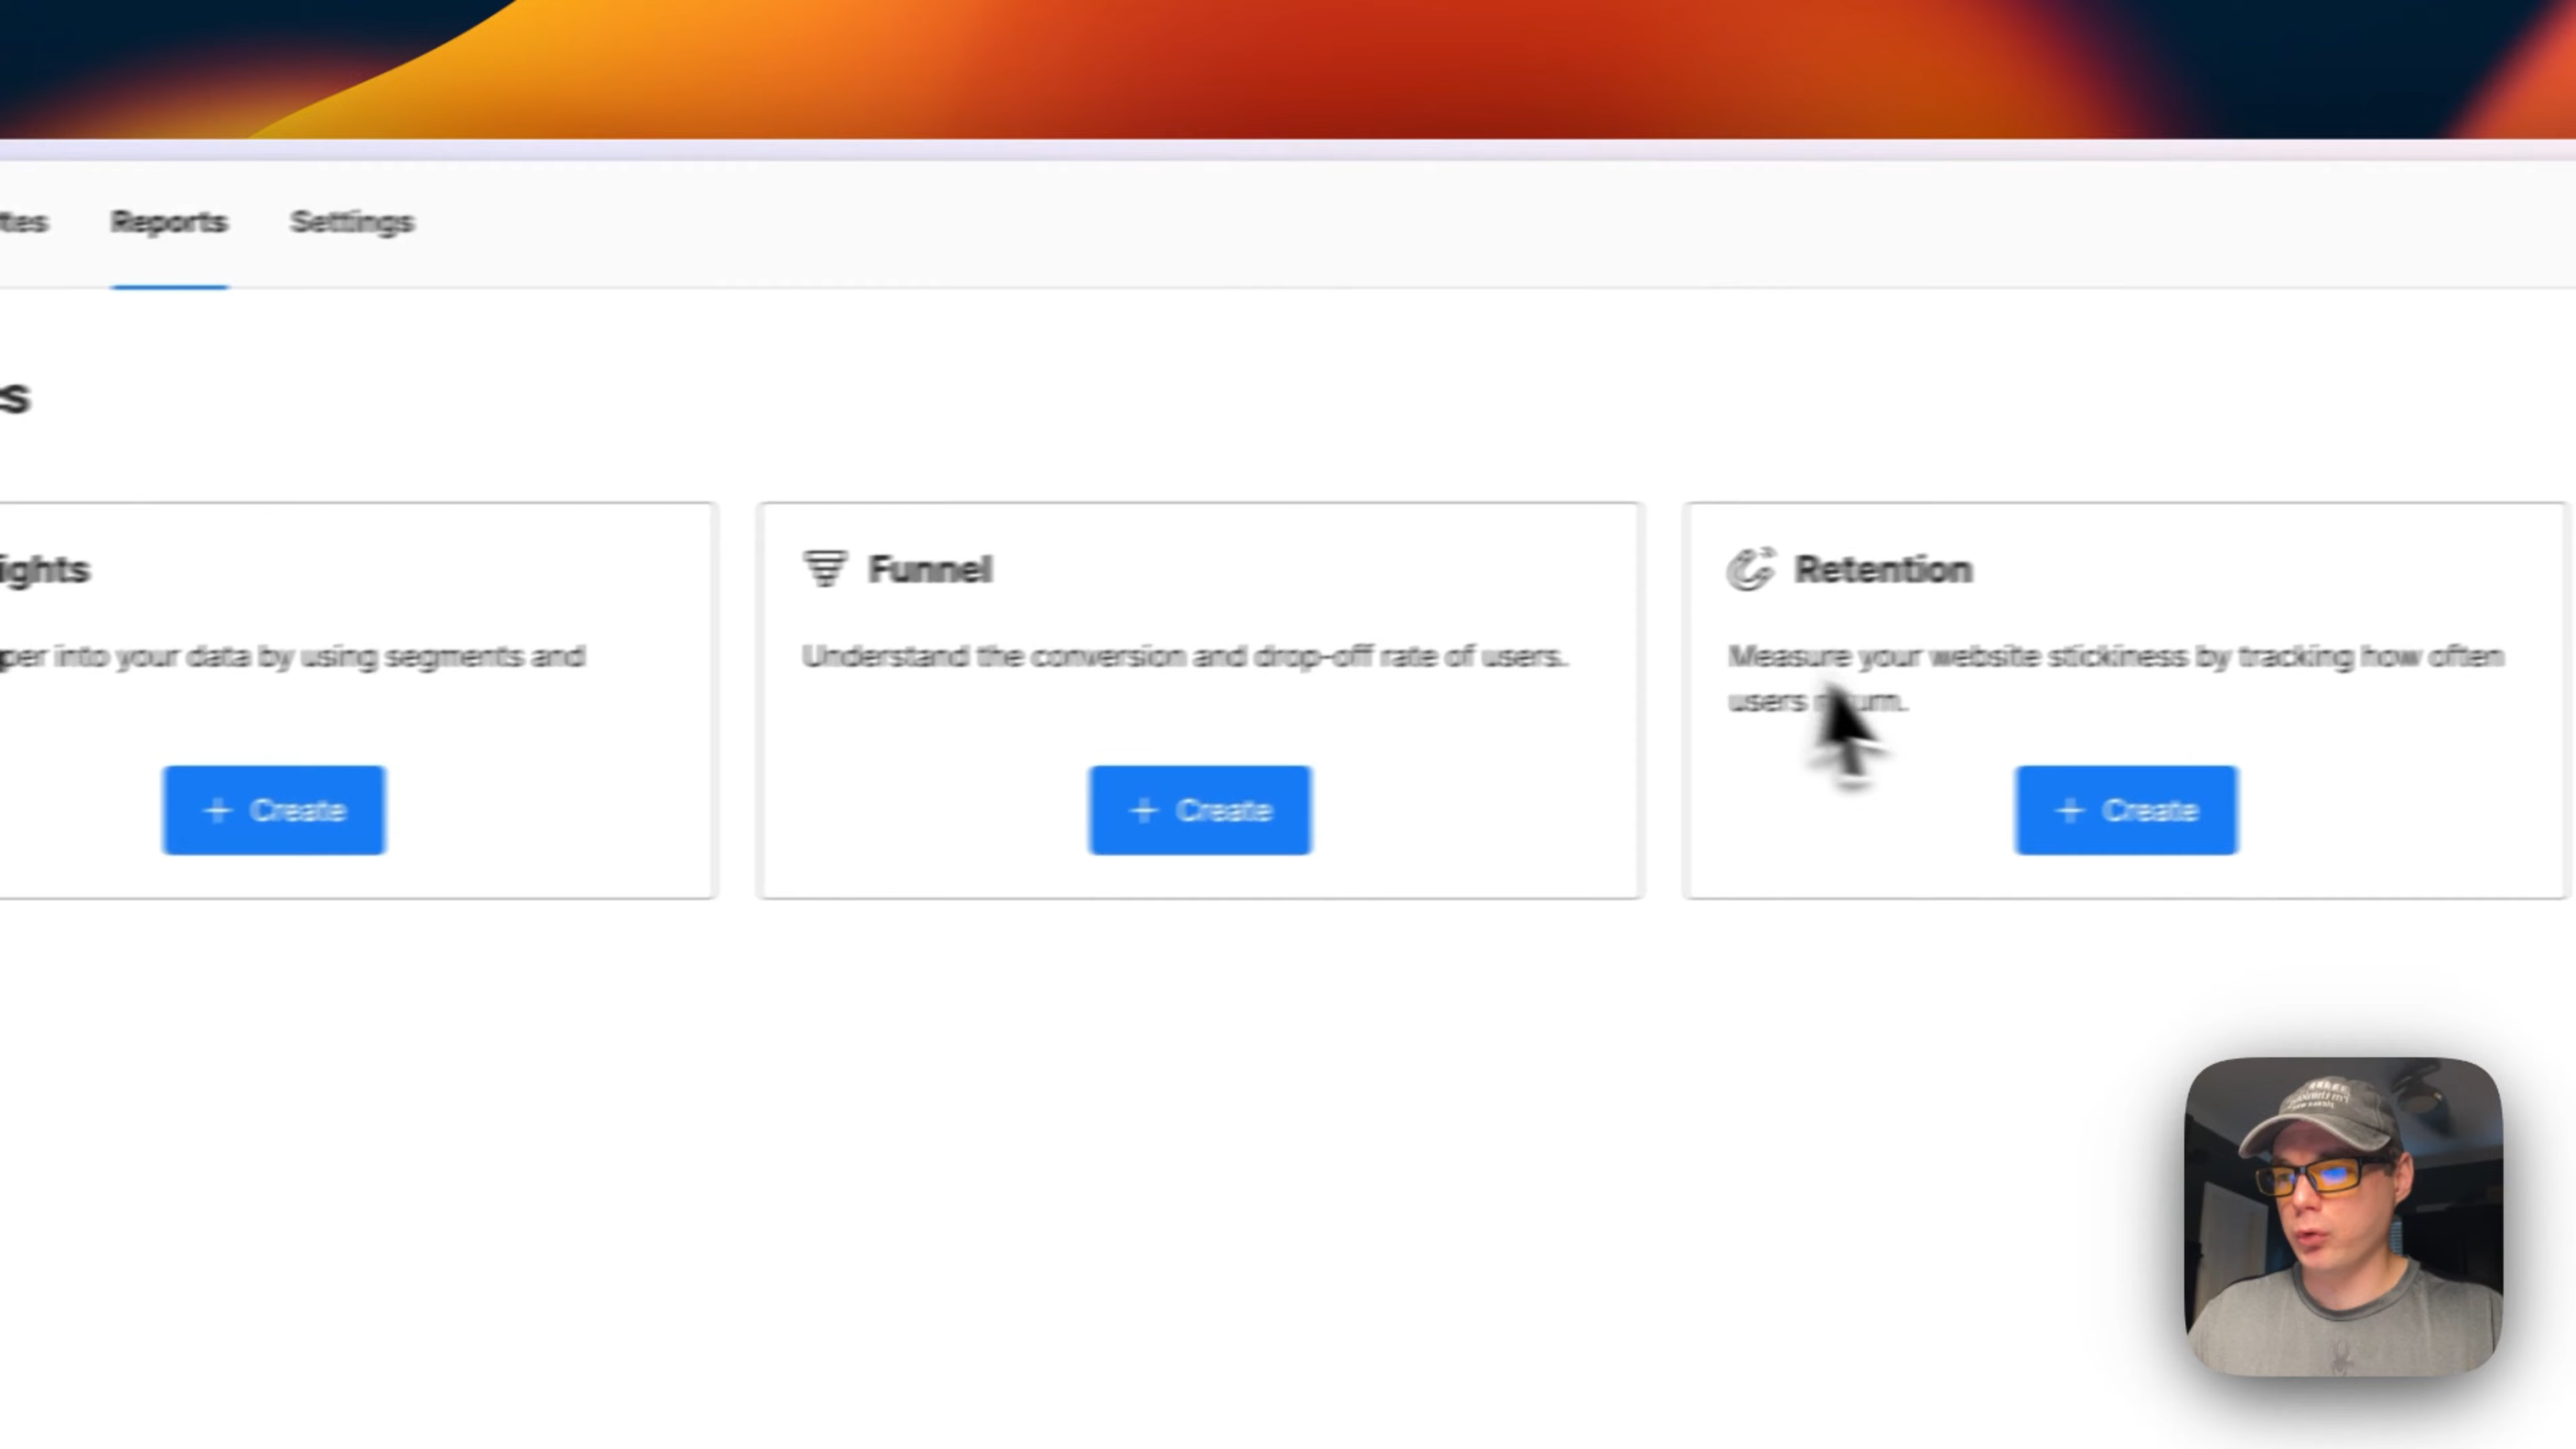 tes Reports Settings
s
ights
per into your data by using segments and
+ Create
Funnel
Understand the conversion and drop-off rate of users.
+ Create
Retention
Measure your website stickiness by tracking how often
users
+ Create